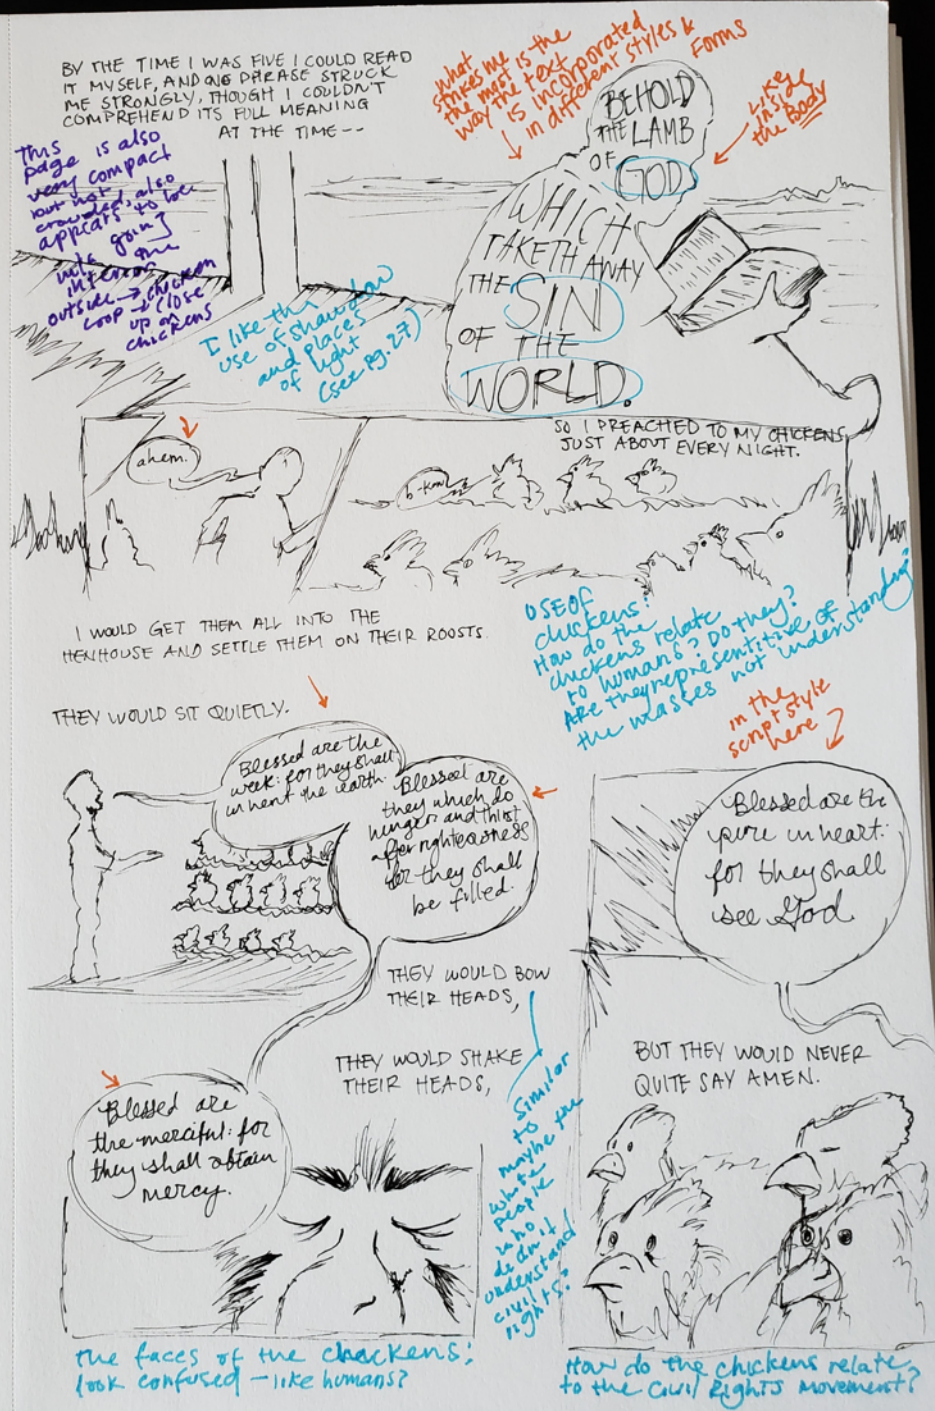 BY THE TIME I WAS FIVE I COULD READ
IT MYSELF, AND PHRASE STRUCK
ME STRONGLY, THOUGH I COULDN'T
COMPREHEND ITS FULL MEANING
AT THE TIME--
What
strikes me
the most is the
way the text
is incorporated
in different styles &
Forms
BEHOLD
THE LAMB
OF
GOD,
WHICH
TAKETH AWAY
THE SIN
OF THE
WORLD.
Like
inside
the Body
This
page is also
very compact
but not
crowded, also
appears to be
goin]
the
interior
outside → chicken
coop → close
up on
chickens
I like the
use of shadow
and places
of light
(see pg. 27)
SO I PREACHED TO MY CHICKENS
JUST ABOUT EVERY NIGHT.
ahem.
b-kaw
I WOULD GET THEM ALL INTO THE
HENHOUSE AND SETTLE THEM ON THEIR ROOSTS.
USE OF
chickens:
How do the
chickens relate
to humans? Do they?
Are they representitive of
the masses not understanding?
THEY WOULD SIT QUIETLY.
in the
script style
here
Blessed are the
week: for they shall
inherit the earth.
Blessed are
they which do
hunger and thirst
after righteousness
for they shall
be filled.
Blessed are the
pure in heart:
for they shall
see God
THEY WOULD BOW
THEIR HEADS,
THEY WOULD SHAKE
THEIR HEADS,
BUT THEY WOULD NEVER
QUITE SAY AMEN.
Blessed are
the merciful: for
they shall obtain
mercy.
Similar
to
maybe the
white
people
who
didn't
understand
civil
rights?
The faces of the chackens;
look confused — like humans?
How do the chickens relate
to the Civil Rights Movement?